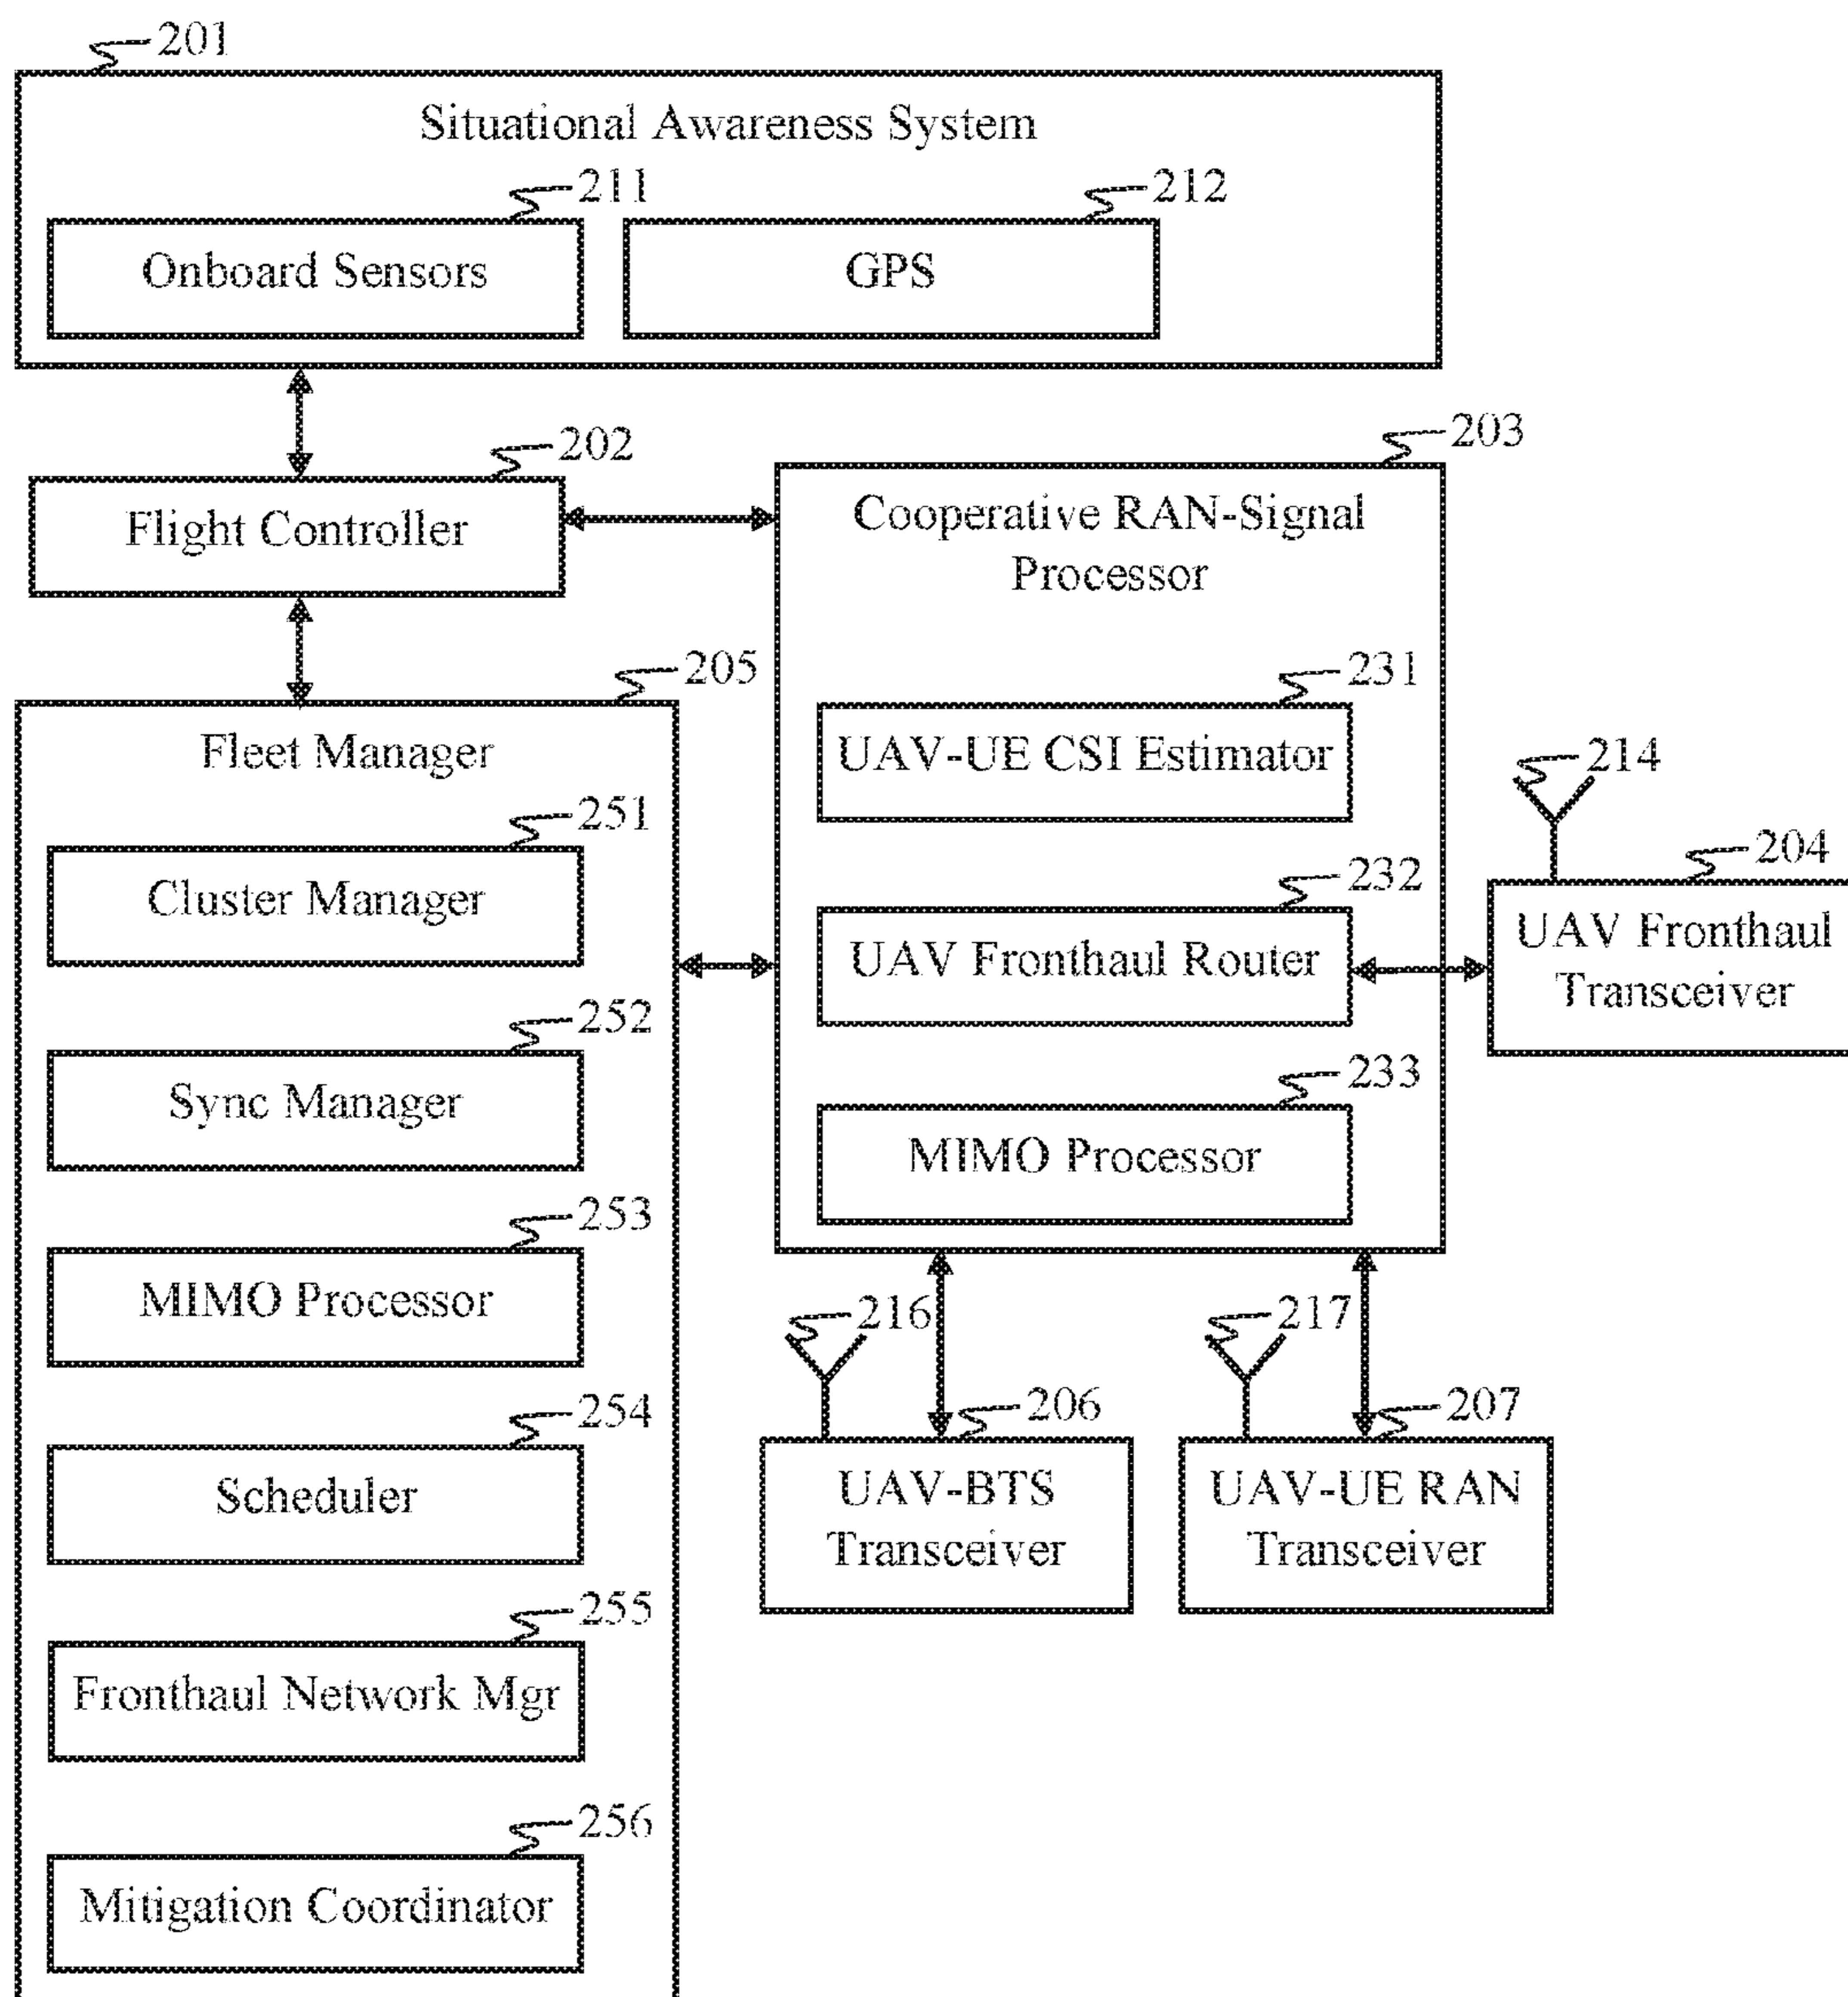 201
Situational Awareness System
211
212
Onboard Sensors
GPS
202
203
Flight Controller
Cooperative RAN-Signal
Processor
205
231
Fleet Manager
UAV-UE CSI Estimator
214
251
204
Cluster Manager
232
UAV Fronthaul
Transceiver
UAV Fronthaul Router
252
Sync Manager
233
MIMO Processor
253
MIMO Processor
216
217
254
206
207
Scheduler
UAV-BTS
Transceiver
UAV-UE RAN
Transceiver
255
Fronthaul Network Mgr
256
Mitigation Coordinator